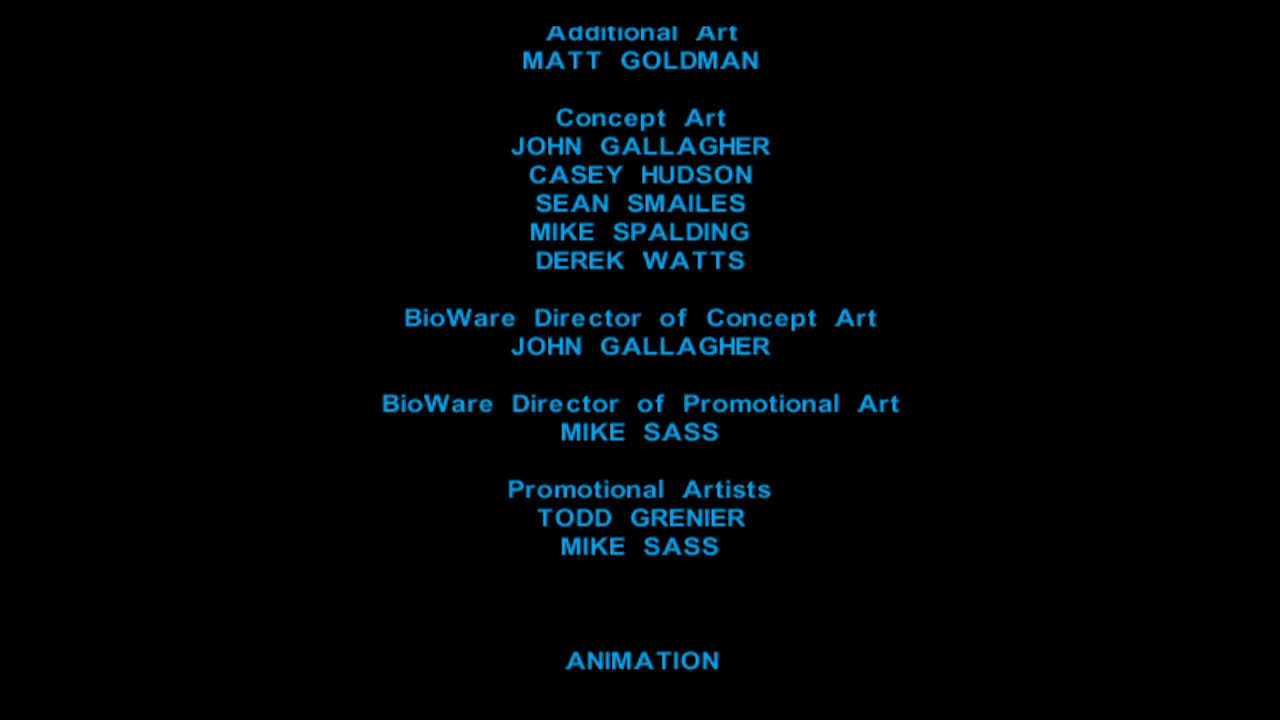 Additional Art
MATT GOLDMAN
Concept Art
JOHN GALLAGHER
CASEY HUDSON
SEAN SMAILES
MIKE SPALDING
DEREK WATTS
BioWare Director of Concept Art
JOHN GALLAGHER
BioWare Director of Promotional Art
MIKE SASS
Promotional Artists
TODD GRENIER
MIKE SASS
ANIMATION